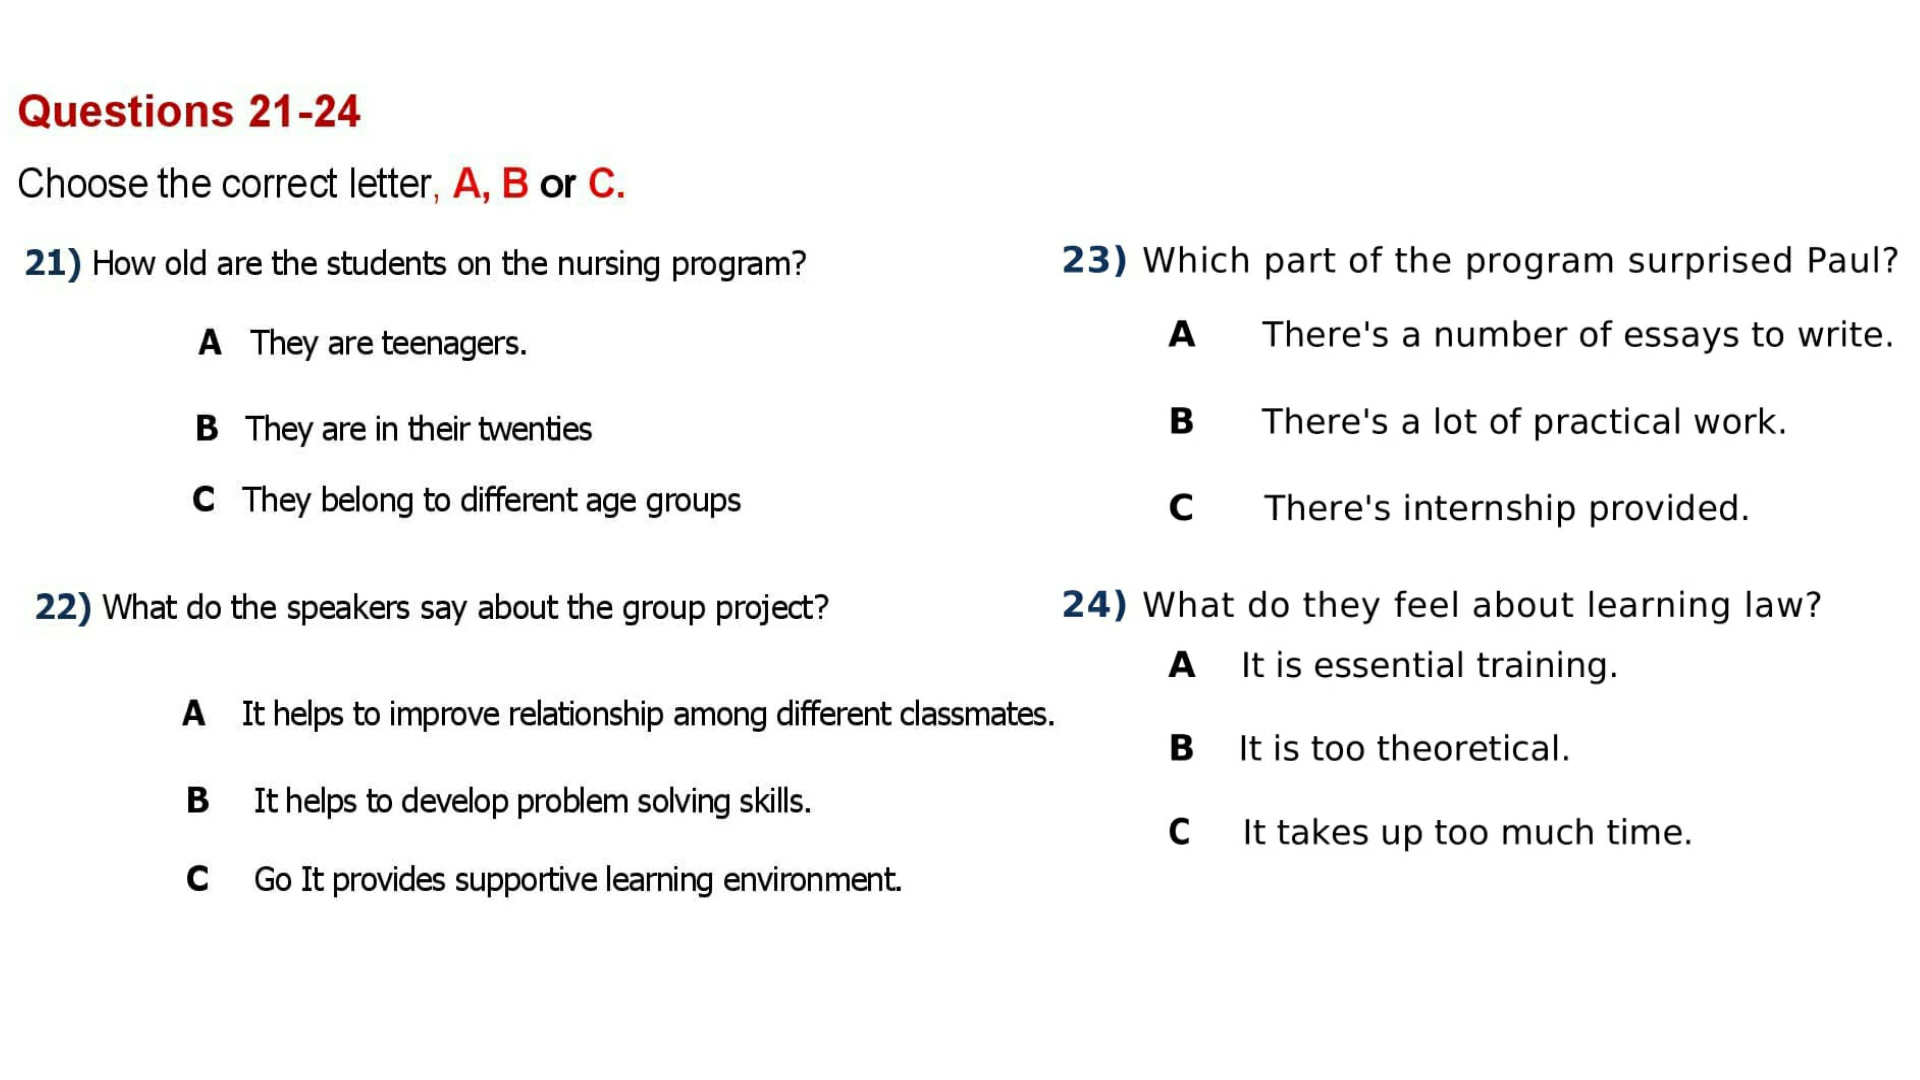 Questions 21-24
Choose the correct letter, A, B or C.
21) How old are the students on the nursing program?
A They are teenagers.
B They are in their twenties
C They belong to different age groups
22) What do the speakers say about the group project?
A It helps to improve relationship among different classmates.
B It helps to develop problem solving skills.
C Go It provides supportive learning environment.
23) Which part of the program surprised Paul?
A There's a number of essays to write.
B There's a lot of practical work.
C There's internship provided.
24) What do they feel about learning law?
A It is essential training.
B It is too theoretical.
C It takes up too much time.